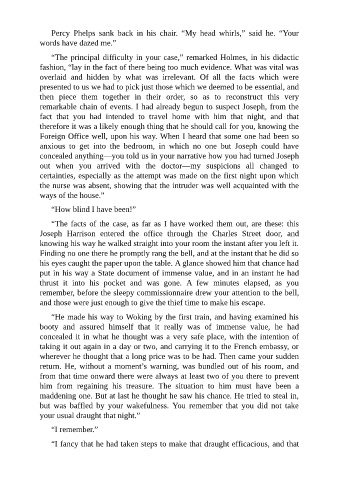 Percy Phelps sank back in his chair. “My head whirls,” said he. “Your
words have dazed me.”
“The principal difficulty in your case,” remarked Holmes, in his didactic
fashion, “lay in the fact of there being too much evidence. What was vital was
overlaid and hidden by what was irrelevant. Of all the facts which were
presented to us we had to pick just those which we deemed to be essential, and
then piece them together in their order, so as to reconstruct this very
remarkable chain of events. I had already begun to suspect Joseph, from the
fact that you had intended to travel home with him that night, and that
therefore it was a likely enough thing that he should call for you, knowing the
Foreign Office well, upon his way. When I heard that some one had been so
anxious to get into the bedroom, in which no one but Joseph could have
concealed anything—you told us in your narrative how you had turned Joseph
out when you arrived with the doctor—my suspicions all changed to
certainties, especially as the attempt was made on the first night upon which
the nurse was absent, showing that the intruder was well acquainted with the
ways of the house.”
“How blind I have been!”
“The facts of the case, as far as I have worked them out, are these: this
Joseph Harrison entered the office through the Charles Street door, and
knowing his way he walked straight into your room the instant after you left it.
Finding no one there he promptly rang the bell, and at the instant that he did so
his eyes caught the paper upon the table. A glance showed him that chance had
put in his way a State document of immense value, and in an instant he had
thrust it into his pocket and was gone. A few minutes elapsed, as you
remember, before the sleepy commissionnaire drew your attention to the bell,
and those were just enough to give the thief time to make his escape.
“He made his way to Woking by the first train, and having examined his
booty and assured himself that it really was of immense value, he had
concealed it in what he thought was a very safe place, with the intention of
taking it out again in a day or two, and carrying it to the French embassy, or
wherever he thought that a long price was to be had. Then came your sudden
return. He, without a moment’s warning, was bundled out of his room, and
from that time onward there were always at least two of you there to prevent
him from regaining his treasure. The situation to him must have been a
maddening one. But at last he thought he saw his chance. He tried to steal in,
but was baffled by your wakefulness. You remember that you did not take
your usual draught that night.”
“I remember.”
“I fancy that he had taken steps to make that draught efficacious, and that